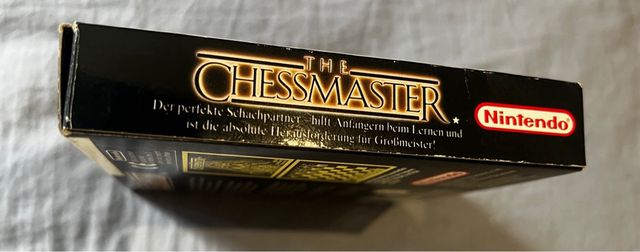 THE
CHESSMASTER
Der perfekte Schachpartner – hilft Anfängern beim Lernen und
ist die absolute Herausforderung für Großmeister!
Nintendo